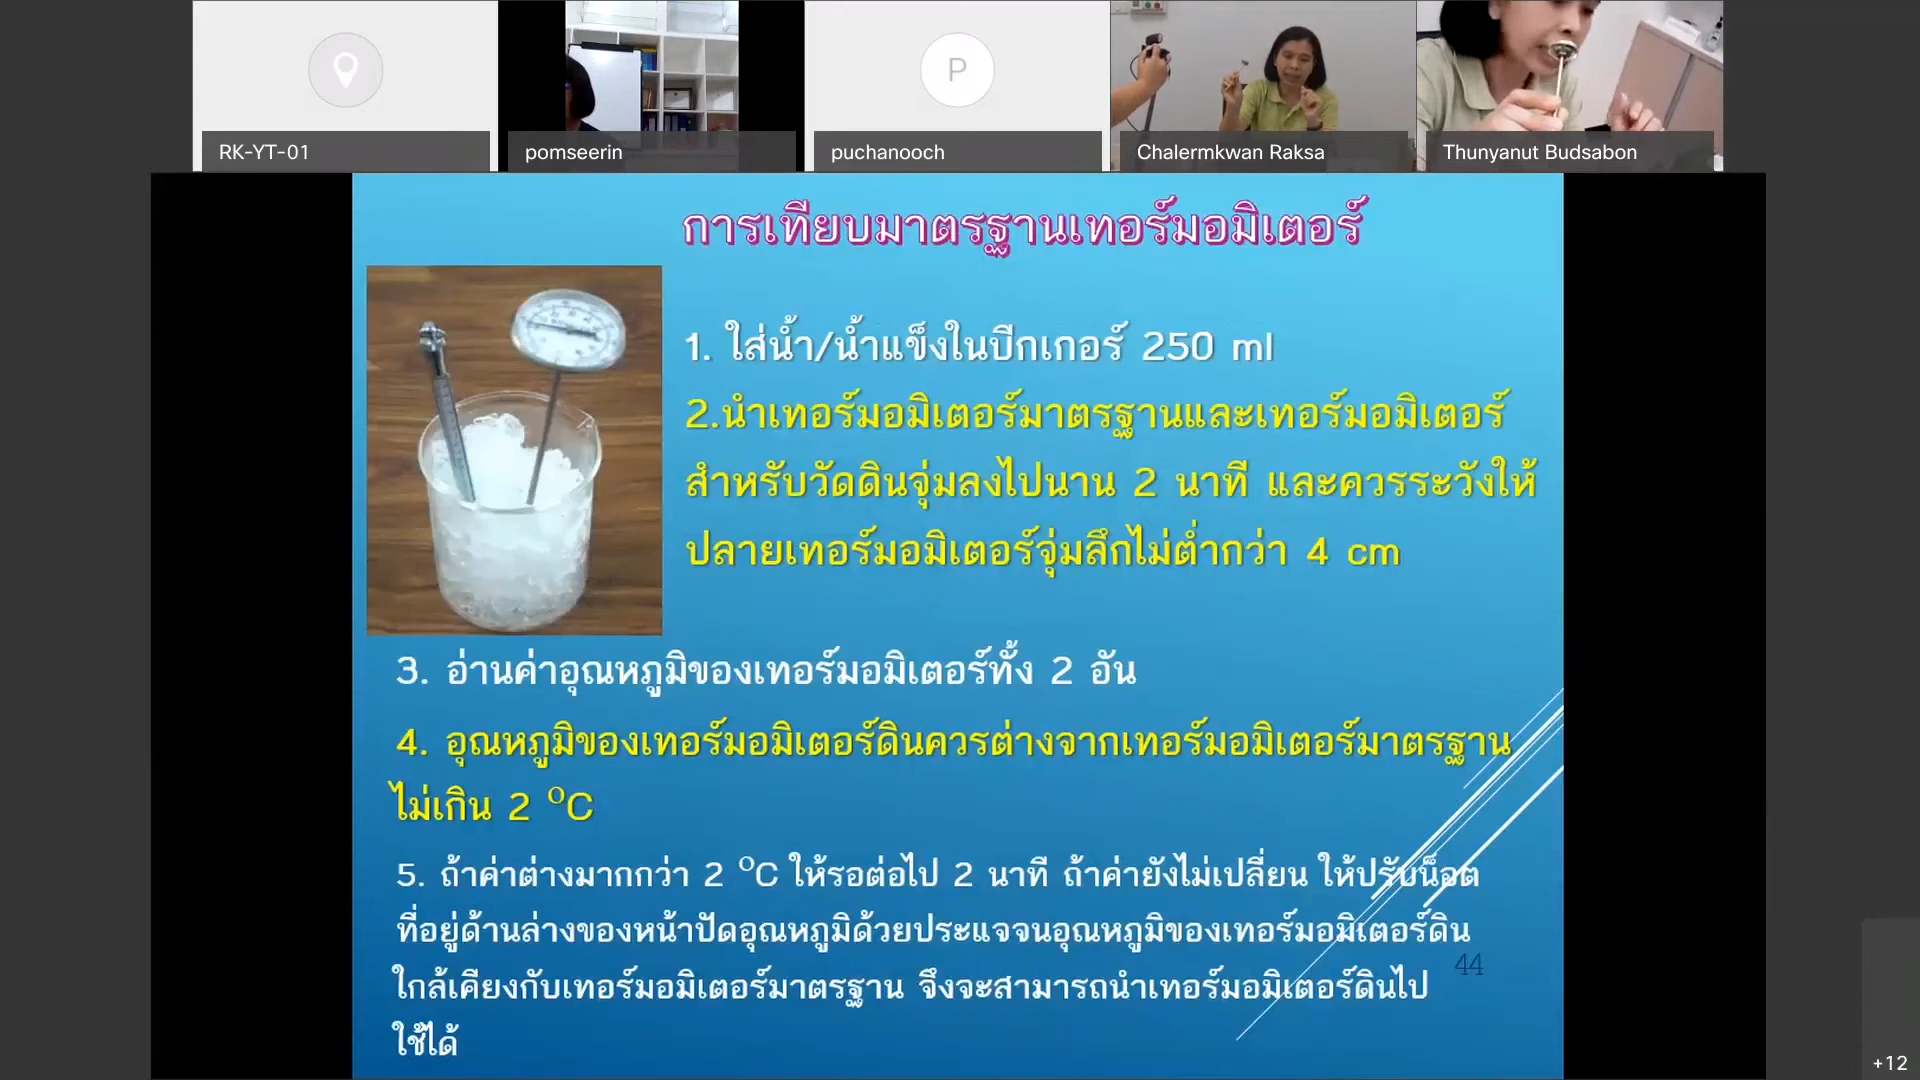 RK-YT-01
pomseerin
P
puchanooch
Chalermkwan Raksa
Thunyanut Budsabon
การเทียบมาตรฐานเทอร์มอมิเตอร์
1. ใส่น้ำ/น้ำแข็งในบีกเกอร์ 250 ml
2.นำเทอร์มอมิเตอร์มาตรฐานและเทอร์มอมิเตอร์
สำหรับวัดดินจุ่มลงไปนาน 2 นาที และควรระวังให้
ปลายเทอร์มอมิเตอร์จุ่มลึกไม่ต่ำกว่า 4 cm
3. อ่านค่าอุณหภูมิของเทอร์มอมิเตอร์ทั้ง 2 อัน
4. อุณหภูมิของเทอร์มอมิเตอร์ดินควรต่างจากเทอร์มอมิเตอร์มาตรฐาน
ไม่เกิน 2 ºC
5. ถ้าค่าต่างมากกว่า 2 ºC ให้รอต่อไป 2 นาที ถ้าค่ายังไม่เปลี่ยน ให้ปรับน็อต
ที่อยู่ด้านล่างของหน้าปัดอุณหภูมิด้วยประแจจนอุณหภูมิของเทอร์มอมิเตอร์ดิน
ใกล้เคียงกับเทอร์มอมิเตอร์มาตรฐาน จึงจะสามารถนำเทอร์มอมิเตอร์ดินไป
ใช้ได้
44
+12